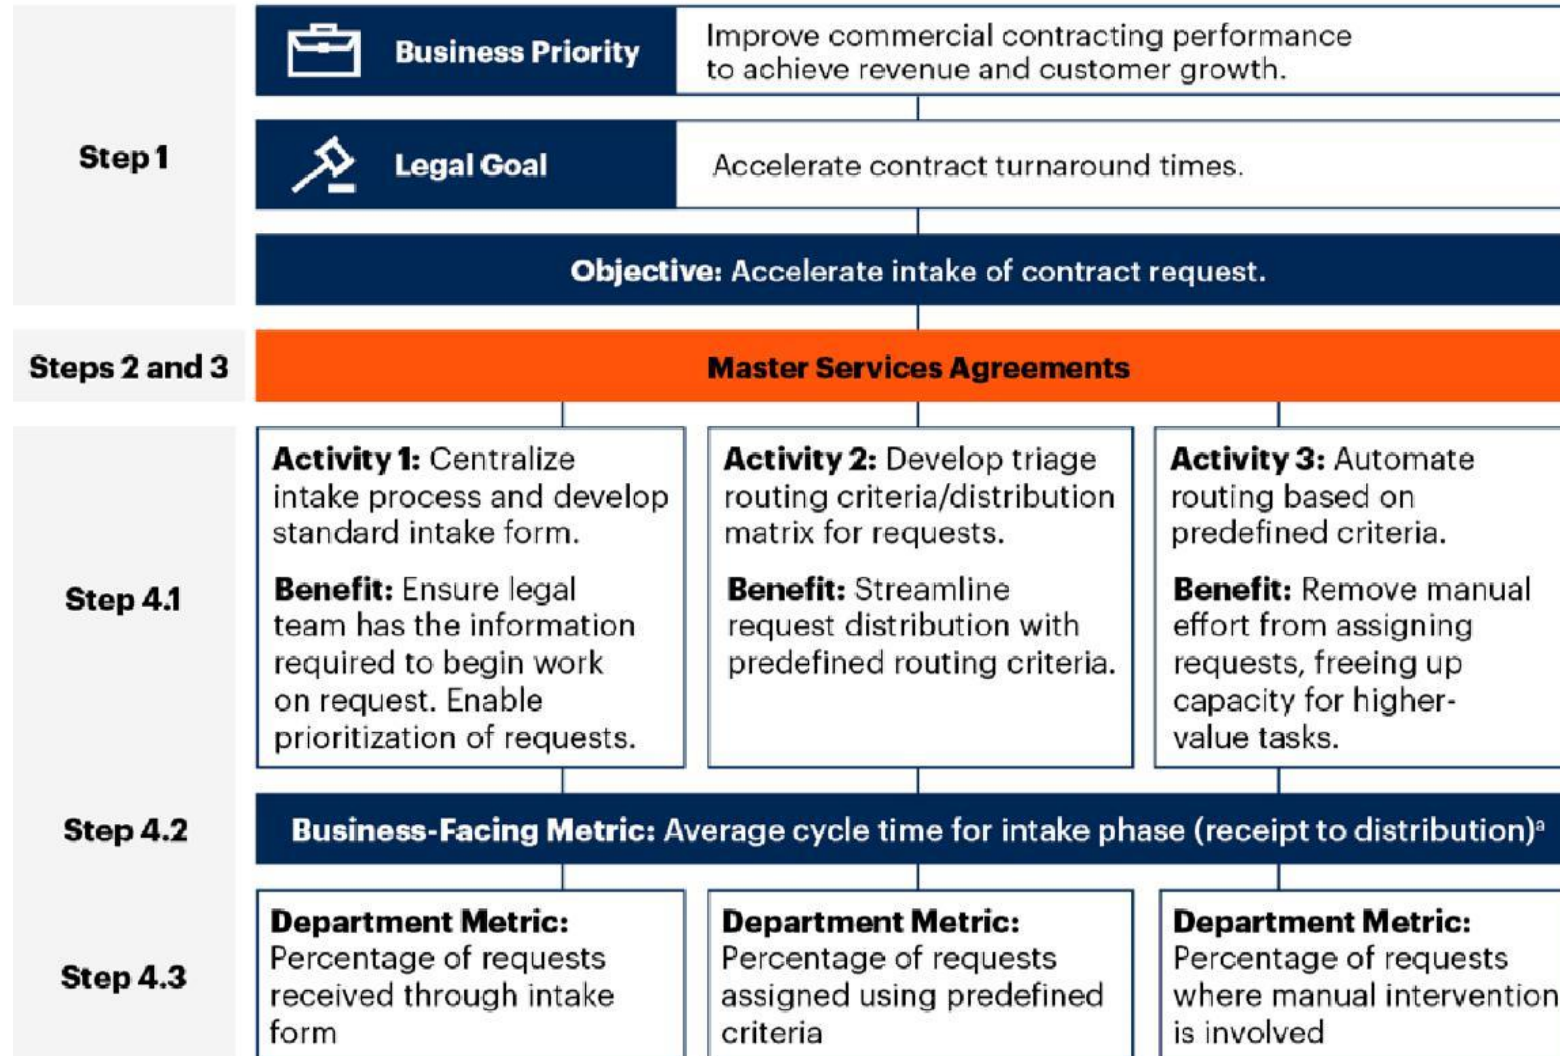 Step 1
Business Priority
Improve commercial contracting performance
to achieve revenue and customer growth.
Legal Goal
Accelerate contract turnaround times.
Objective: Accelerate intake of contract request.
Steps 2 and 3
Master Services Agreements
Step 4.1
Activity 1: Centralize
intake process and develop
standard intake form.
Benefit: Ensure legal
team has the information
required to begin work
on request. Enable
prioritization of requests.
Activity 2: Develop triage
routing criteria/distribution
matrix for requests.
Benefit: Streamline
request distribution with
predefined routing criteria.
Activity 3: Automate
routing based on
predefined criteria.
Benefit: Remove manual
effort from assigning
requests, freeing up
capacity for higher-
value tasks.
Step 4.2
Business-Facing Metric: Average cycle time for intake phase (receipt to distribution)ᵃ
Step 4.3
Department Metric:
Percentage of requests
received through intake
form
Department Metric:
Percentage of requests
assigned using predefined
criteria
Department Metric:
Percentage of requests
where manual intervention
is involved